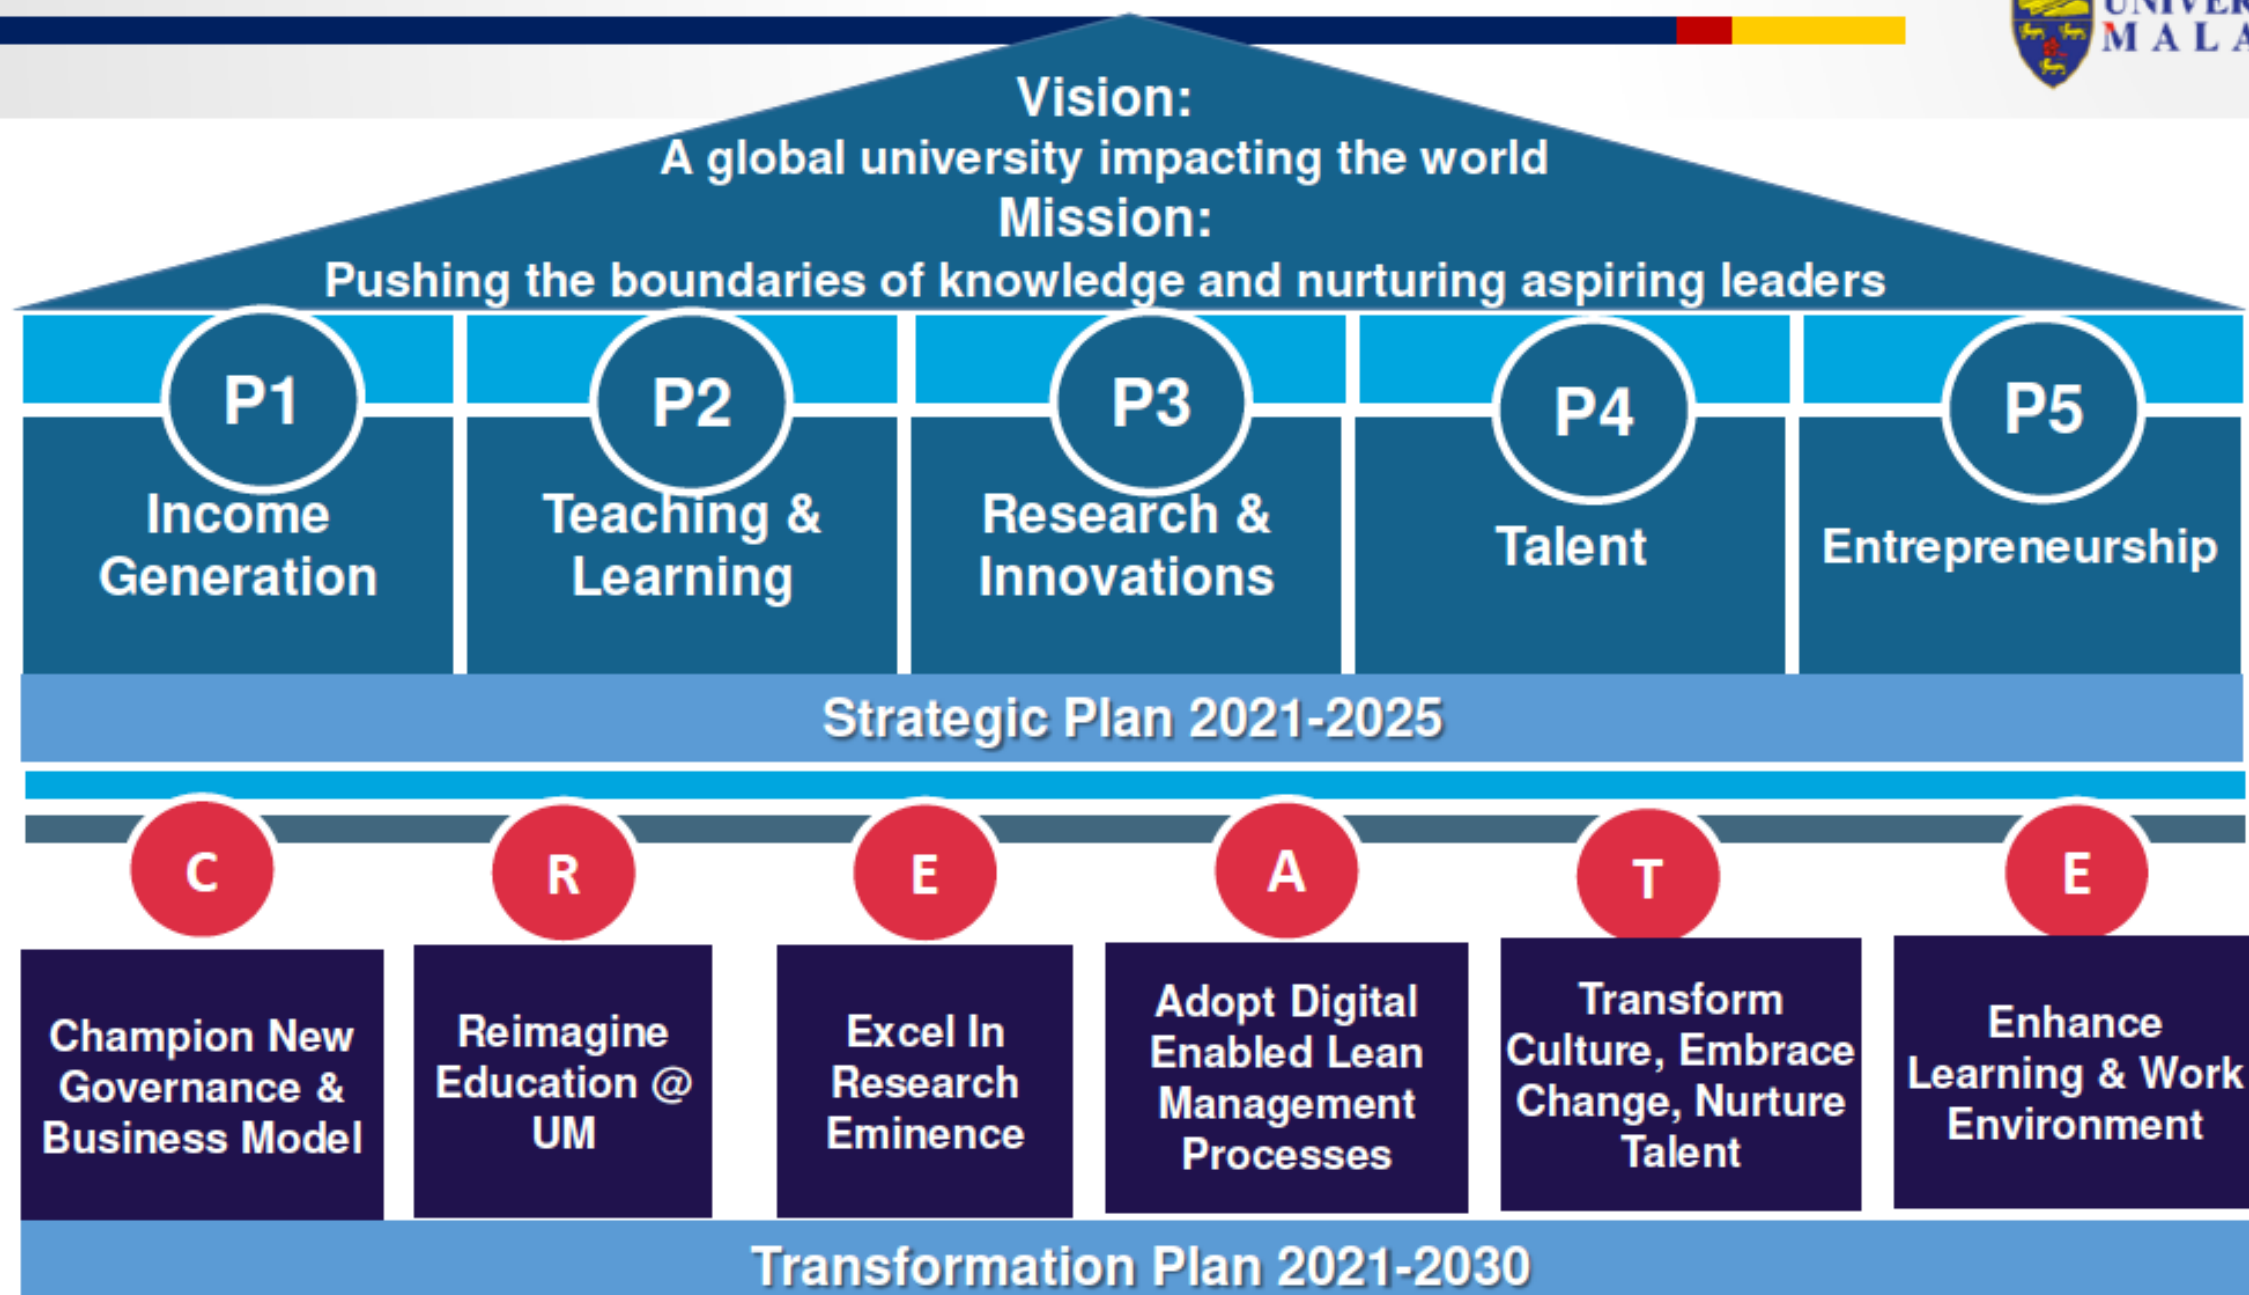 MALA
Vision:
A global university impacting the world
Mission:
Pushing the boundaries of knowledge and nurturing aspiring leaders
P1
P2
P3
P4
P5
Income
Generation
Teaching &
Learning
Research &
Innovations
Talent
Entrepreneurship
Strategic Plan 2021-2025
C
R
E
A
T
E
Champion New
Governance &
Business Model
Reimagine
Education @
UM
Excel In
Research
Eminence
Adopt Digital
Enabled Lean
Management
Processes
Transform
Culture, Embrace
Change, Nurture
Talent
Enhance
Learning & Work
Environment
Transformation Plan 2021-2030